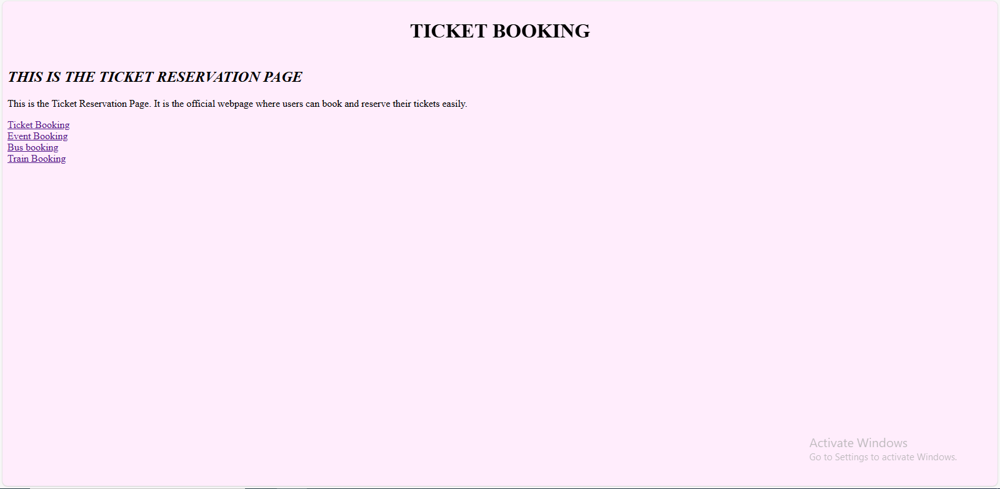 TICKET BOOKING
THIS IS THE TICKET RESERVATION PAGE
This is the Ticket Reservation Page. It is the official webpage where users can book and reserve their tickets easily.
Ticket Booking
Event Booking
Bus booking
Train Booking
Activate Windows
Go to Settings to activate Windows.